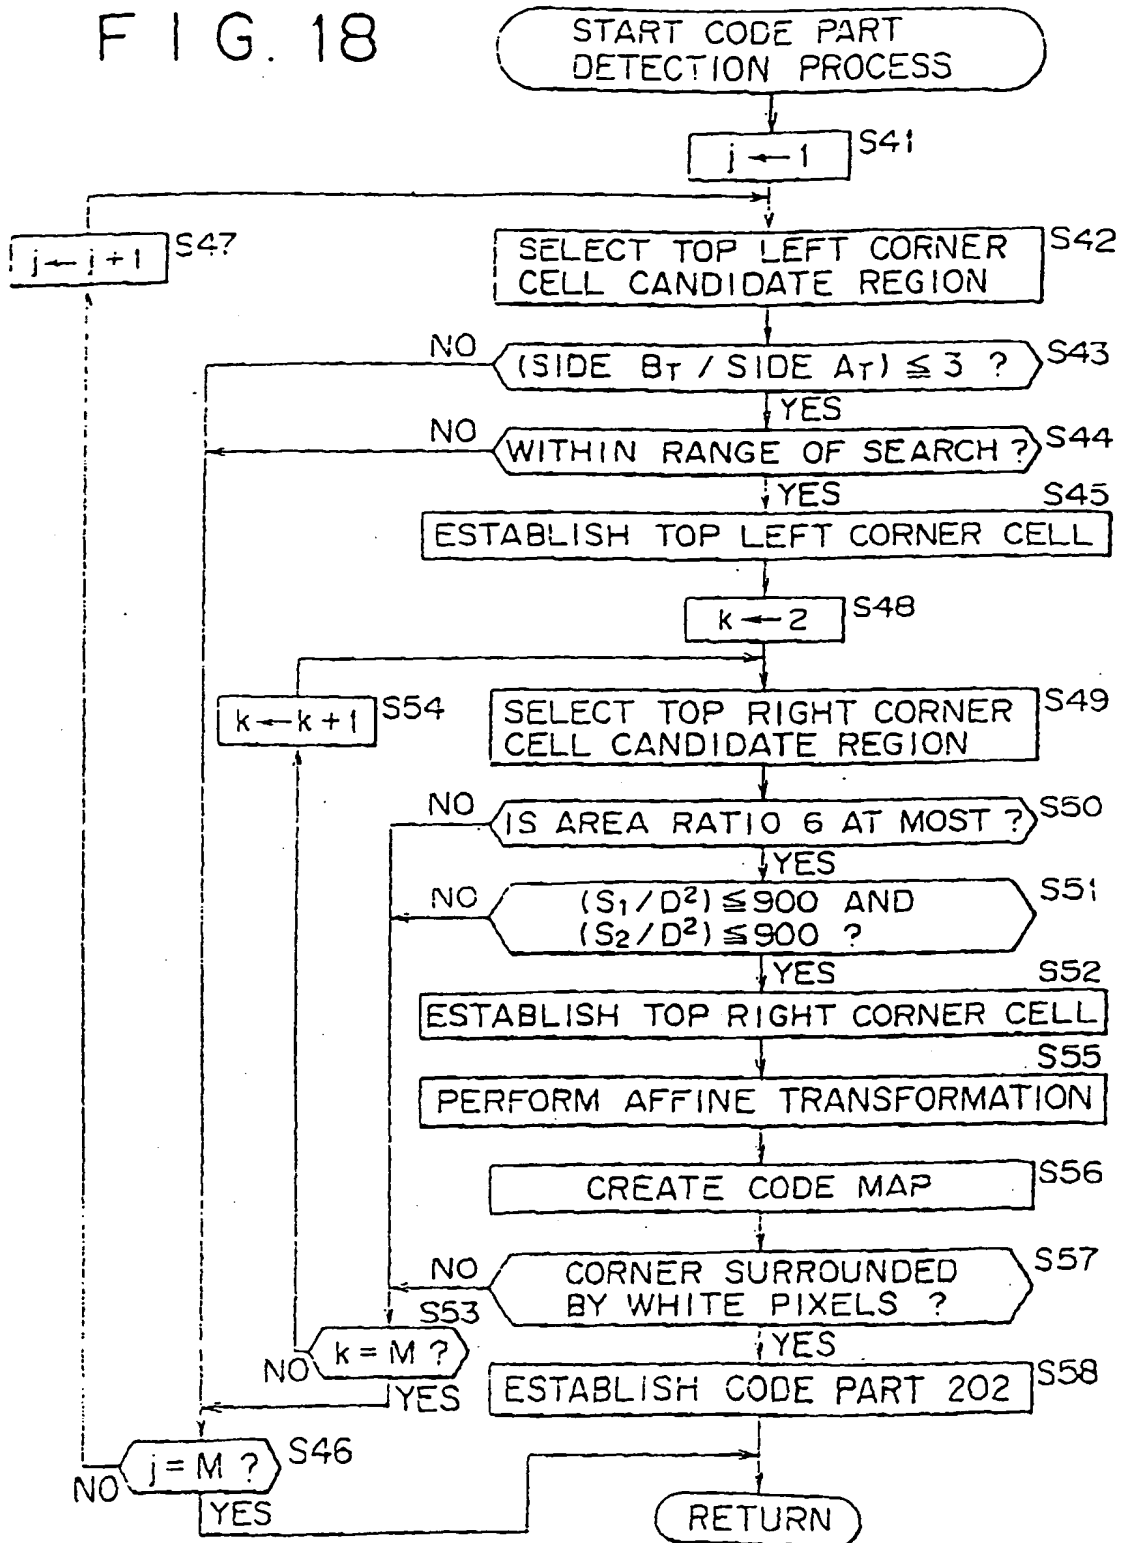 FIG. 18
START CODE PART
DETECTION PROCESS
j ← 1
S41
j ← j + 1
S47
SELECT TOP LEFT CORNER
CELL CANDIDATE REGION
S42
NO
(SIDE BT / SIDE AT) ≦ 3 ?
S43
YES
NO
WITHIN RANGE OF SEARCH ?
S44
YES
S45
ESTABLISH TOP LEFT CORNER CELL
k ← 2
S48
k ← k + 1
S54
SELECT TOP RIGHT CORNER
CELL CANDIDATE REGION
S49
NO
IS AREA RATIO 6 AT MOST ?
S50
YES
NO
(S1/D²) ≦ 900 AND
(S2/D²) ≦ 900 ?
S51
YES
S52
ESTABLISH TOP RIGHT CORNER CELL
S55
PERFORM AFFINE TRANSFORMATION
CREATE CODE MAP
S56
NO
CORNER SURROUNDED
BY WHITE PIXELS ?
S57
YES
S53
k = M ?
NO
YES
ESTABLISH CODE PART 202
S58
j = M ?
S46
NO
YES
RETURN